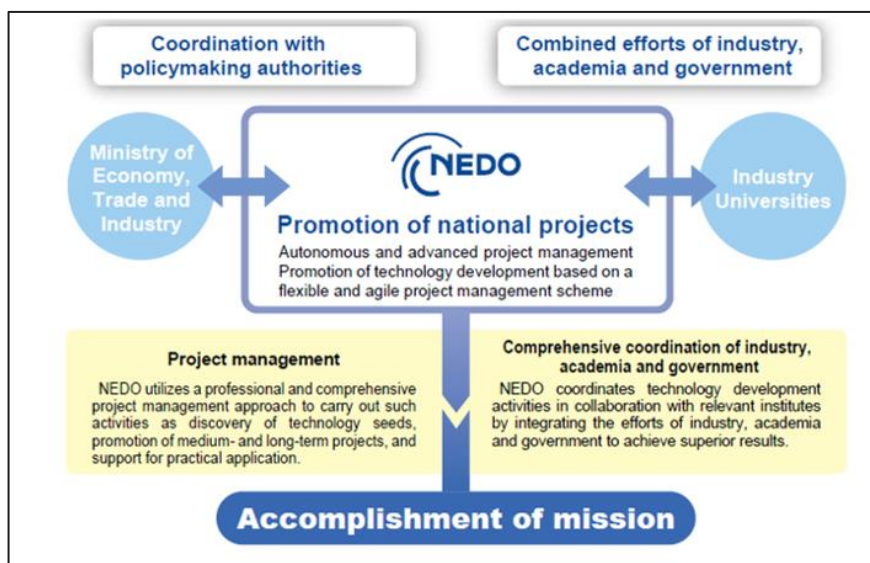 Coordination with
policymaking authorities
Combined efforts of industry,
academia and government
Ministry of
Economy,
Trade and
Industry
NEDO
Industry
Universities
Promotion of national projects
Autonomous and advanced project management
Promotion of technology development based on a
flexible and agile project management scheme
Project management
NEDO utilizes a professional and comprehensive
project management approach to carry out such
activities as discovery of technology seeds,
promotion of medium- and long-term projects, and
support for practical application.
Comprehensive coordination of industry,
academia and government
NEDO coordinates technology development
activities in collaboration with relevant institutes
by integrating the efforts of industry, academia
and government to achieve superior results.
Accomplishment of mission